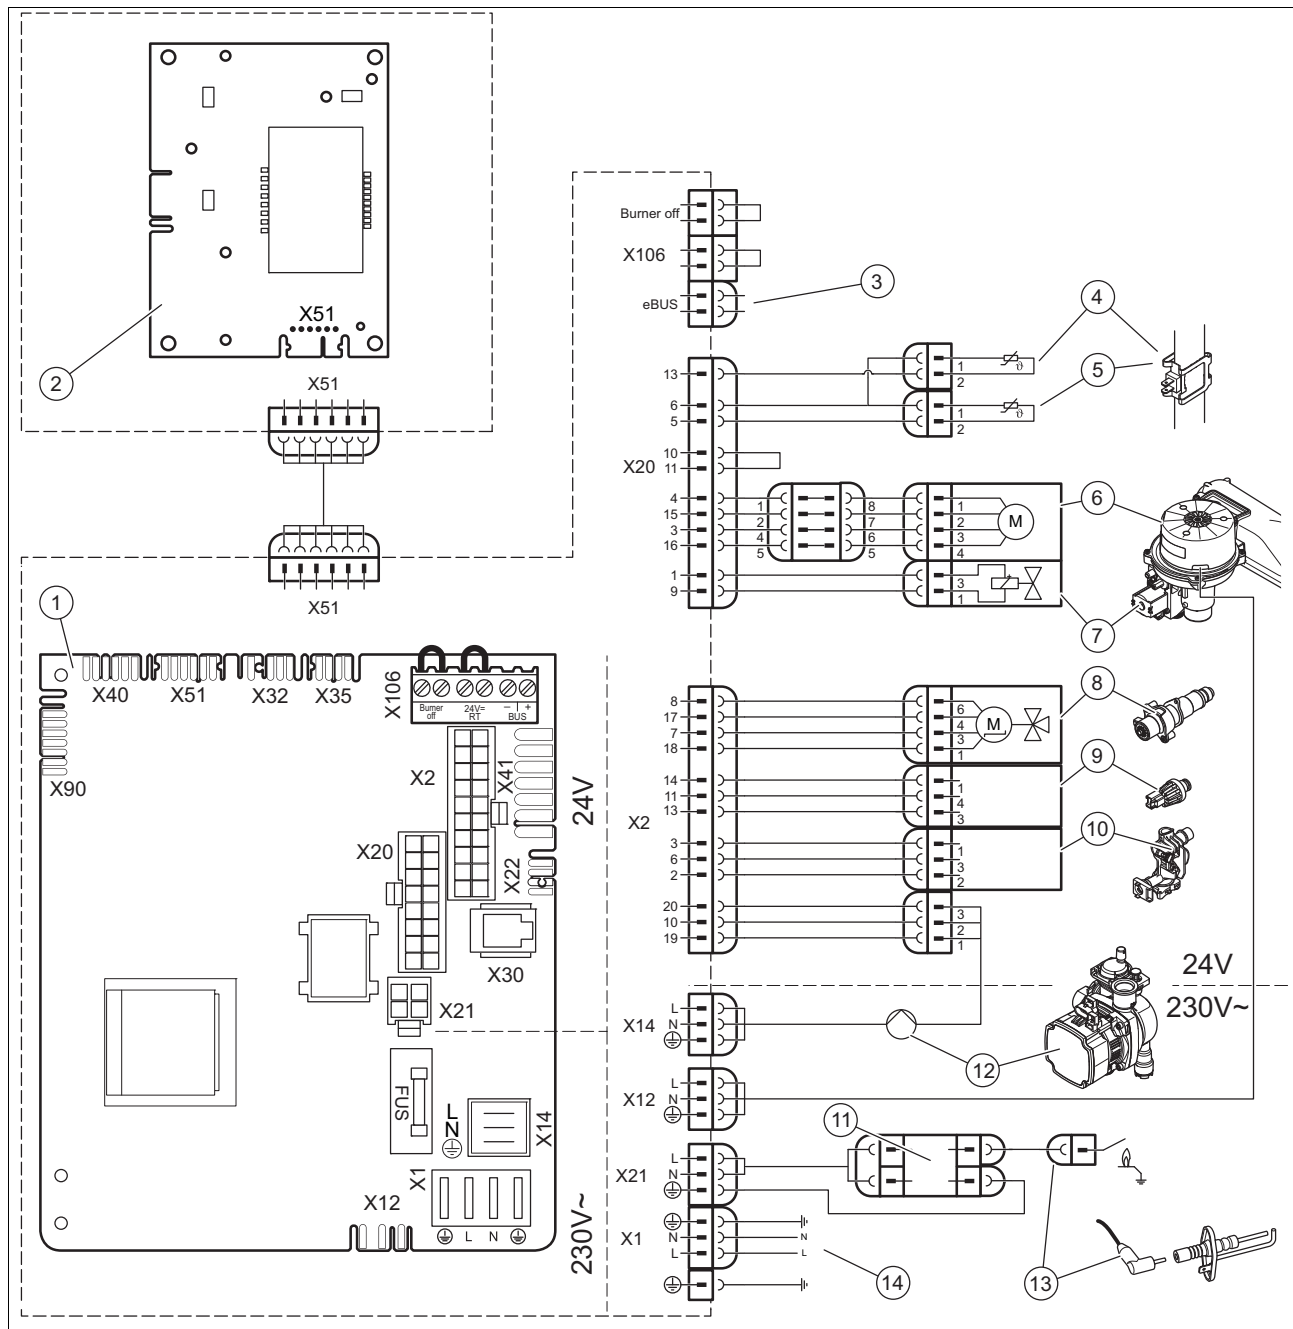 X51
2
X51
X51
1
X40 X51 X32 X35
X90
X106
Burner off
24V= RT
− +
BUS
X2
X41
X20
X22
X30
X21
24V
FUS
L
N
X14
X1
X12
L N
230V~
Burner off
X106
eBUS
3
X20
13
6
5
10
11
4
15
3
16
1
9
1
2
1
2
ϑ
ϑ
4
5
1
2
4
5
8
7
6
5
1
2
3
4
M
6
3
1
7
X2
8
17
7
18
14
11
13
3
6
2
20
10
19
6
4
3
1
M
8
1
4
3
9
1
3
2
10
3
2
1
24V
230V~
X14
L
N
12
X12
L
N
X21
L
N
11
X1
N
L
N
L
14
13